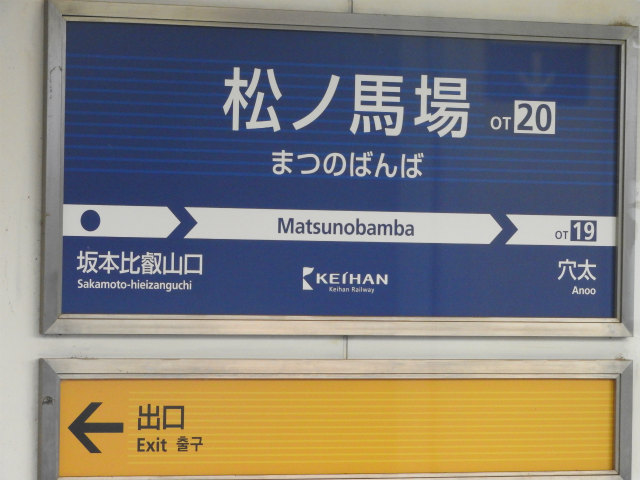 松ノ馬場 OT 20
まつのばんば
Matsunobamba
OT 19
坂本比叡山口
Sakamoto-hieizanguchi
KEIHAN
Keihan Railway
穴太
Anoo
出口
Exit 출구